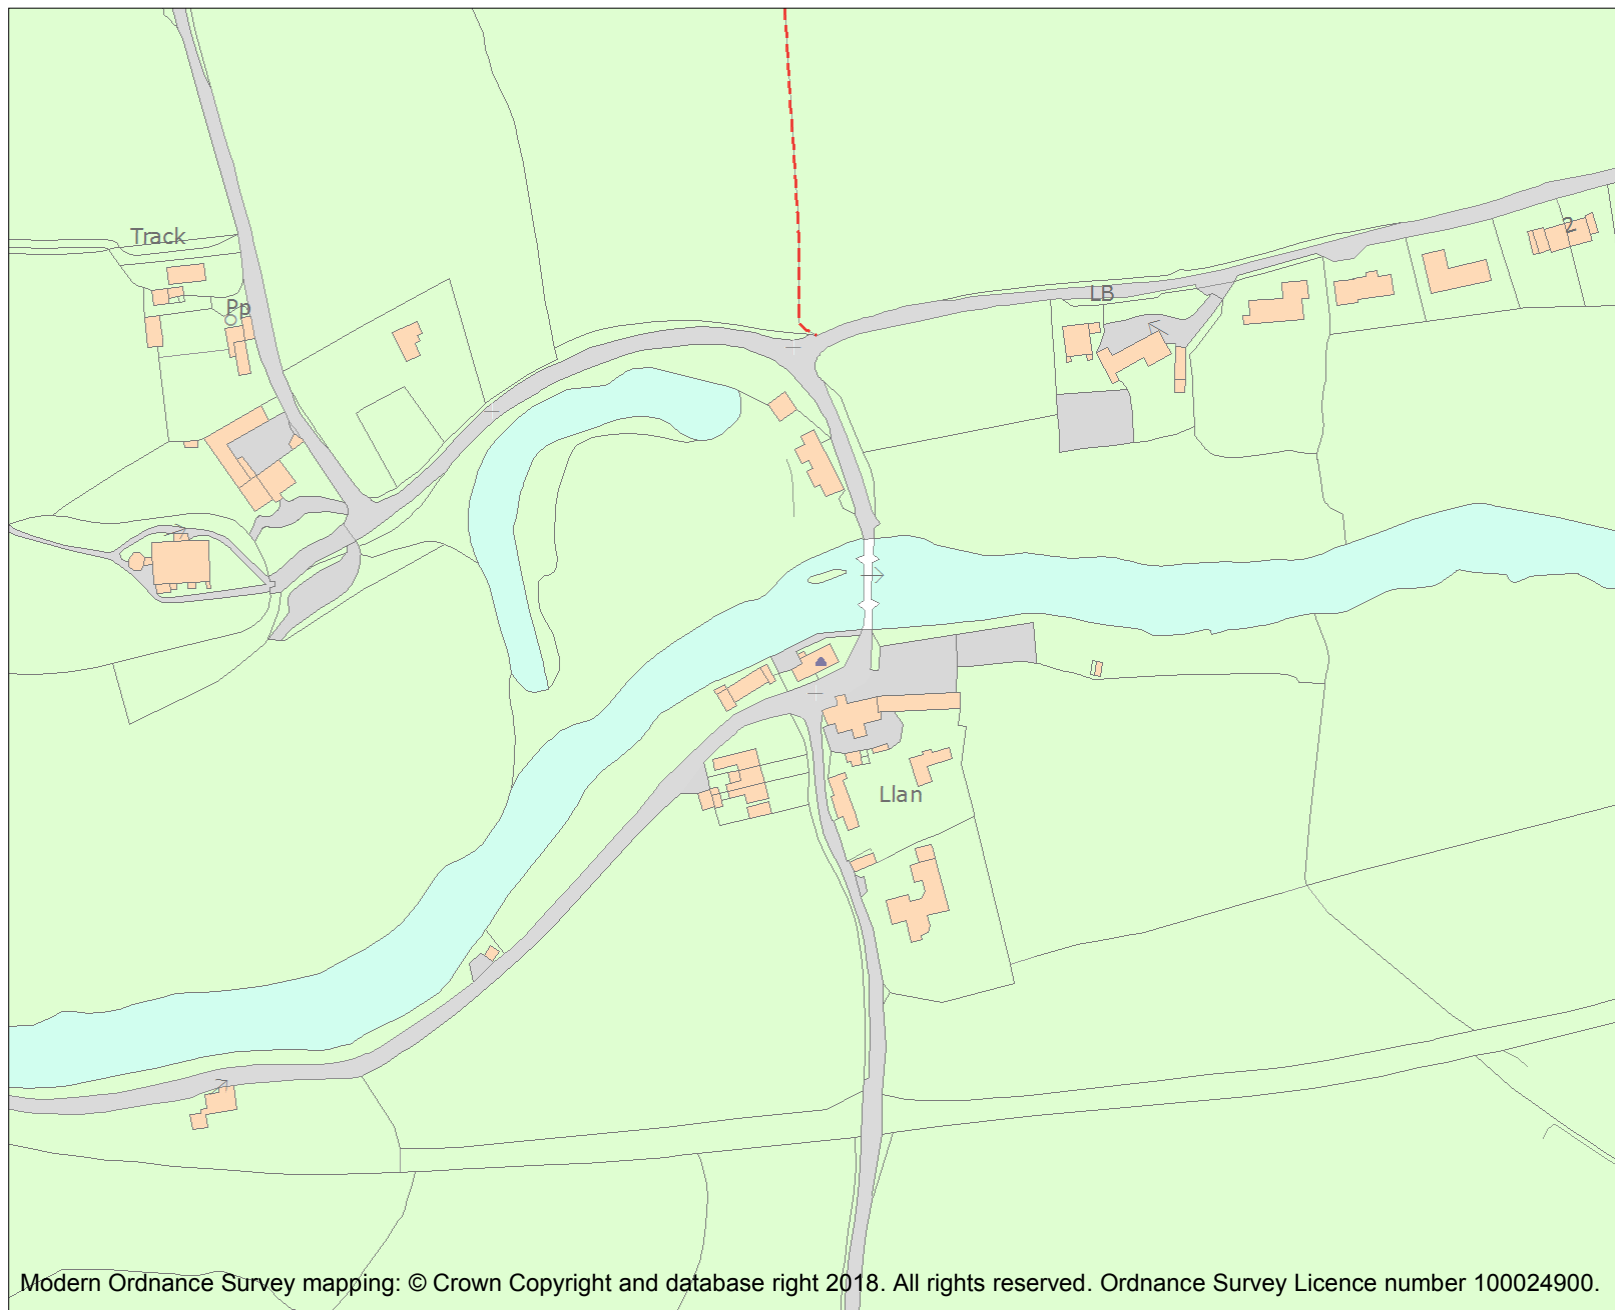 2
Track
LB
Pp
Llan
Modern Ordnance Survey mapping: © Crown Copyright and database right 2018. All rights reserved. Ordnance Survey Licence number 100024900.